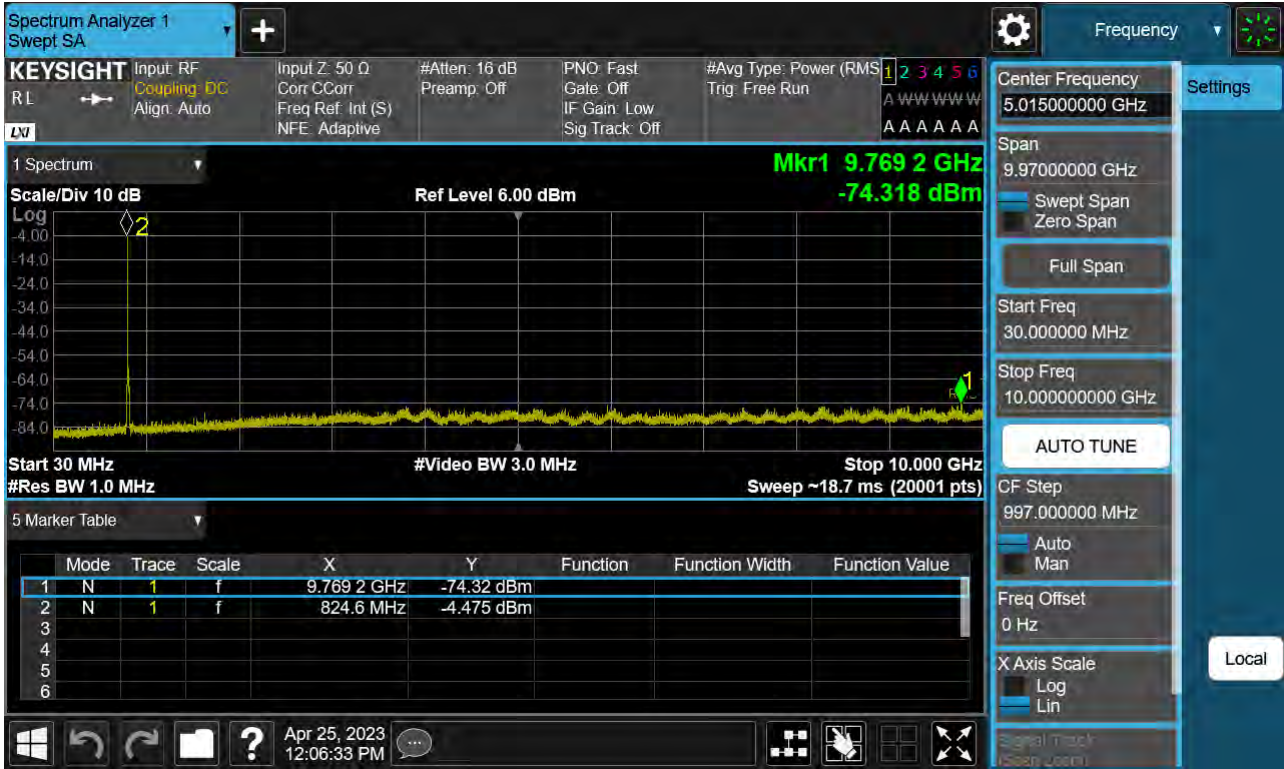 Spectrum Analyzer 1
Swept SA
+
Frequency
KEYSIGHT
RL
LXI
Input: RF
Coupling: DC
Align: Auto
Input Z: 50 Ω
Corr CCorr
Freq Ref: Int (S)
NFE: Adaptive
#Atten: 16 dB
Preamp: Off
PNO: Fast
Gate: Off
IF Gain: Low
Sig Track: Off
#Avg Type: Power (RMS
Trig: Free Run
1 2 3 4 5 6
A W W W W W
A A A A A A
1 Spectrum
Mkr1 9.769 2 GHz
Scale/Div 10 dB
Ref Level 6.00 dBm
-74.318 dBm
Log
2
-4.00
-14.0
-24.0
-34.0
-44.0
-54.0
-64.0
1
-74.0
-84.0
Start 30 MHz
#Video BW 3.0 MHz
Stop 10.000 GHz
#Res BW 1.0 MHz
Sweep ~18.7 ms (20001 pts)
5 Marker Table
Mode Trace Scale X Y Function Function Width Function Value
1 N 1 f 9.769 2 GHz -74.32 dBm
2 N 1 f 824.6 MHz -4.475 dBm
3
4
5
6
Center Frequency
5.015000000 GHz
Settings
Span
9.97000000 GHz
Swept Span
Zero Span
Full Span
Start Freq
30.000000 MHz
Stop Freq
10.000000000 GHz
AUTO TUNE
CF Step
997.000000 MHz
Auto
Man
Freq Offset
0 Hz
X Axis Scale
Log
Lin
Signal Track
(Span Zoom)
Local
?
Apr 25, 2023
12:06:33 PM